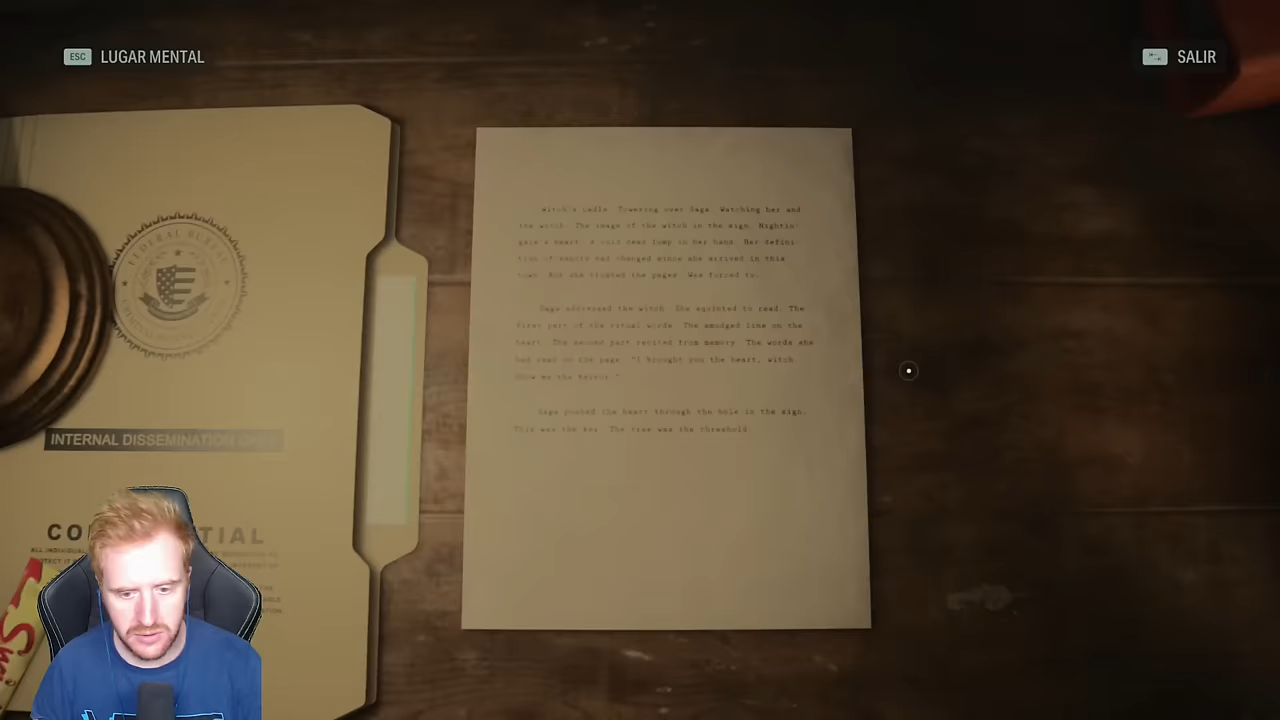 ESC LUGAR MENTAL
SALIR
FEDERAL BUREAU
INTERNAL DISSEMINATION ONLY
Witch's Ladle. Towering over Saga. Watching her and
the witch. The image of the witch in the sign. Nightin-
gale's heart. A cold dead lump in her hand. Her defini-
tion of sanity had changed since she arrived in this
town. But she trusted the pages. Was forced to.
Saga addressed the witch. She squinted to read. The
first part of the ritual words. The smudged line on the
heart. The second part recited from memory. The words she
had read on the page. "I brought you the heart, witch.
Show me the terror."
Saga pushed the heart through the hole in the sign.
This was the key. The tree was the threshold.